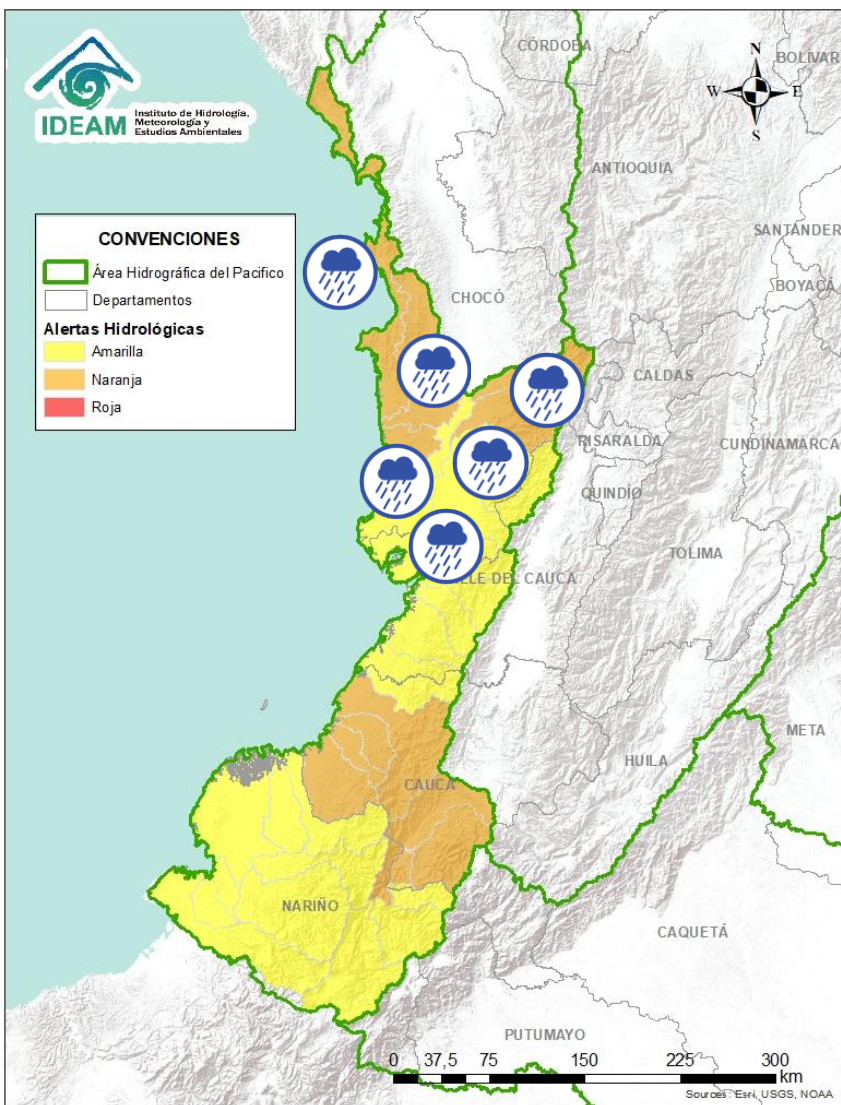 CÓRDOBA
BOLIVAR
N
W E
S
IDEAM
Instituto de Hidrología,
Meteorología y
Estudios Ambientales
ANTIOQUIA
SANTANDER
BOYACÁ
CONVENCIONES
Área Hidrográfica del Pacifico
Departamentos
Alertas Hidrológicas
Amarilla
Naranja
Roja
CHOCÓ
CALDAS
RISARALDA
CUNDINAMARCA
QUINDÍO
TOLIMA
LLE DEL CAUCA
META
HUILA
CAUCA
NARIÑO
CAQUETÁ
PUTUMAYO
0 37,5 75 150 225 300
km
Sources: Esri, USGS, NOAA